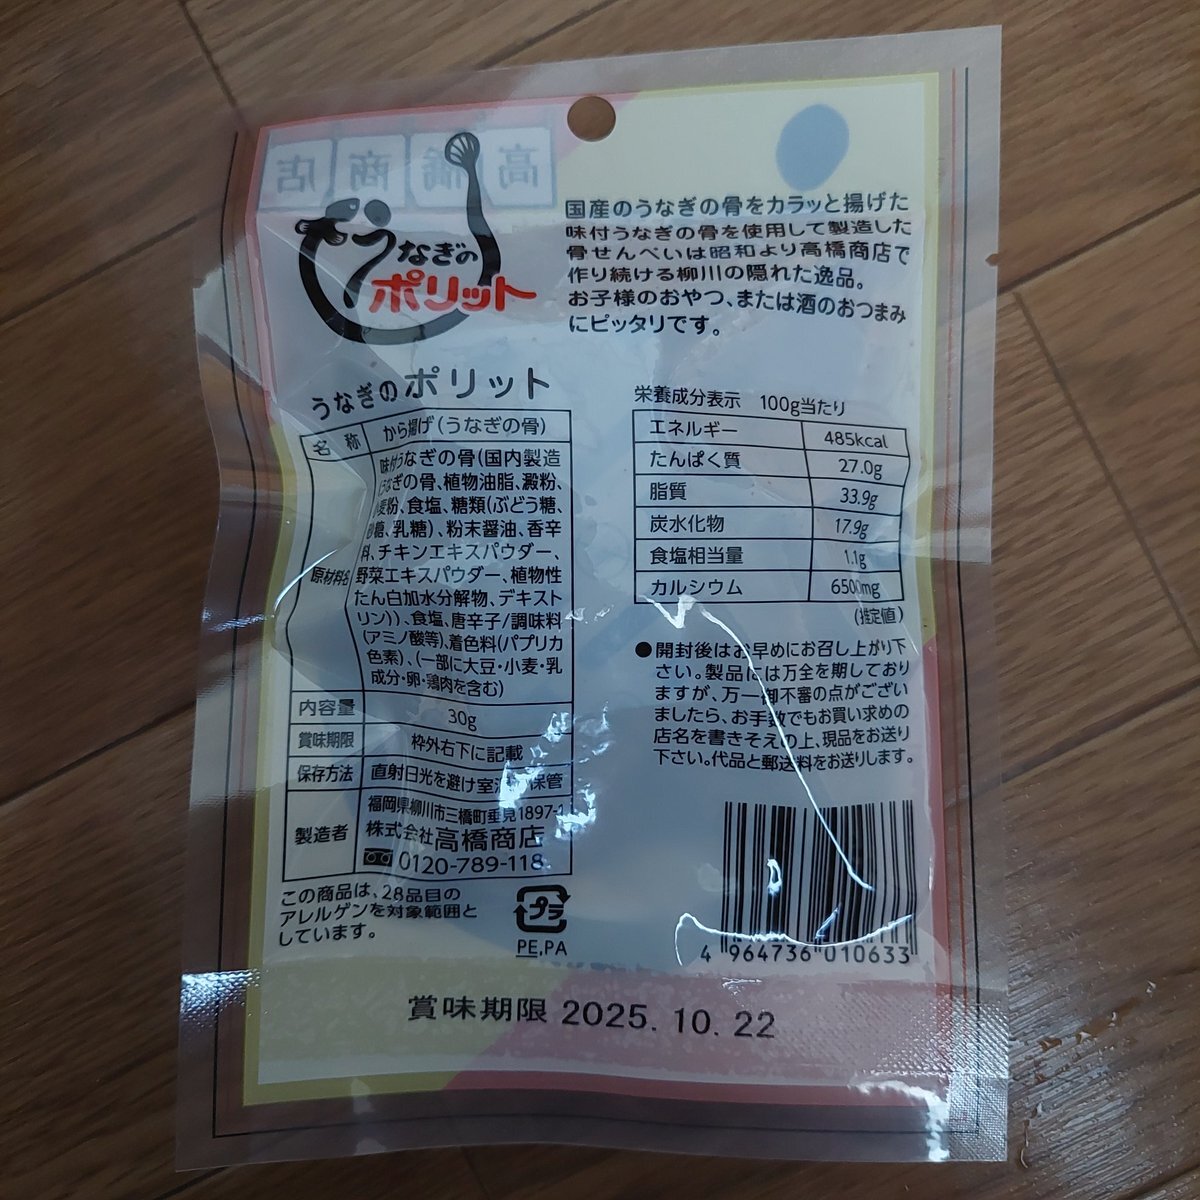 うなぎの
ポリット
国産のうなぎの骨をカラッと揚げた
味付うなぎの骨を使用して製造した
骨せんべいは昭和より高橋商店で
作り続ける柳川の隠れた逸品。
お子様のおやつ、または酒のおつまみ
にピッタリです。
うなぎのポリット
名称 から揚げ(うなぎの骨)
原材料名
味付うなぎの骨(国内製造
うなぎの骨、植物油脂、澱粉、
麦粉、食塩、糖類(ぶどう糖、
砂糖、乳糖)、粉末醤油、香辛
料、チキンエキスパウダー、
野菜エキスパウダー、植物性
たん白加水分解物、デキスト
リン))、食塩、唐辛子/調味料
(アミノ酸等)、着色料(パプリカ
色素)、(一部に大豆・小麦・乳
成分・卵・鶏肉を含む)
内容量 30g
賞味期限 枠外右下に記載
保存方法 直射日光を避け室 保管
製造者
福岡県柳川市三橋町垂見1897-
株式会社高橋商店
0120-789-118
この商品は、28品目の
アレルゲンを対象範囲と
しています。
プラ
PE,PA
栄養成分表示 100g当たり
エネルギー 485kcal
たんぱく質 27.0g
脂質 33.9g
炭水化物 17.9g
食塩相当量 1.1g
カルシウム 6500mg
(推定値)
●開封後はお早めにお召し上がり下
さい。製品には万全を期しており
ますが、万一御不審の点がござい
ましたら、お手数でもお買い求めの
店名を書きそえの上、現品をお送り
下さい。代品と郵送料をお送りします。
4 964736 010633
賞味期限 2025.10.22